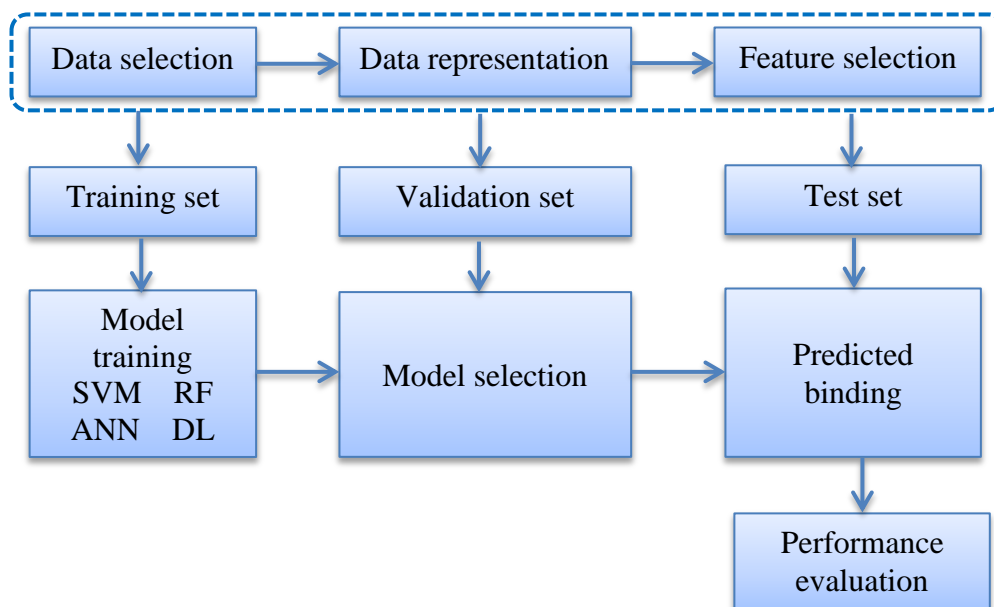 Data selection
Data representation
Feature selection
Training set
Validation set
Test set
Model
training
SVM RF
ANN DL
Model selection
Predicted
binding
Performance
evaluation